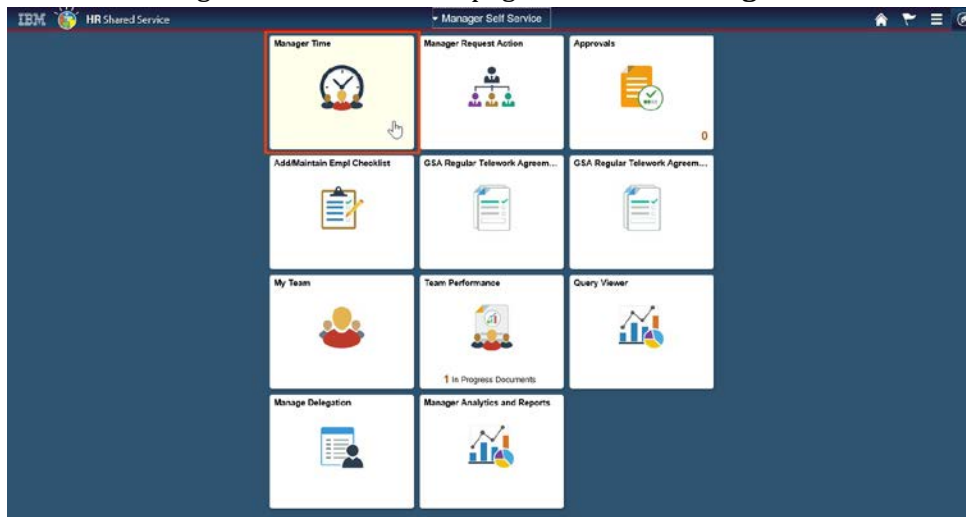 IBM HR Shared Service
Manager Self Service
Manager Time
Manager Request Action
Approvals
0
Add/Maintain Empl Checklist
GSA Regular Telework Agreem...
GSA Regular Telework Agreem...
My Team
Team Performance
1 In Progress Documents
Query Viewer
Manage Delegation
Manager Analytics and Reports